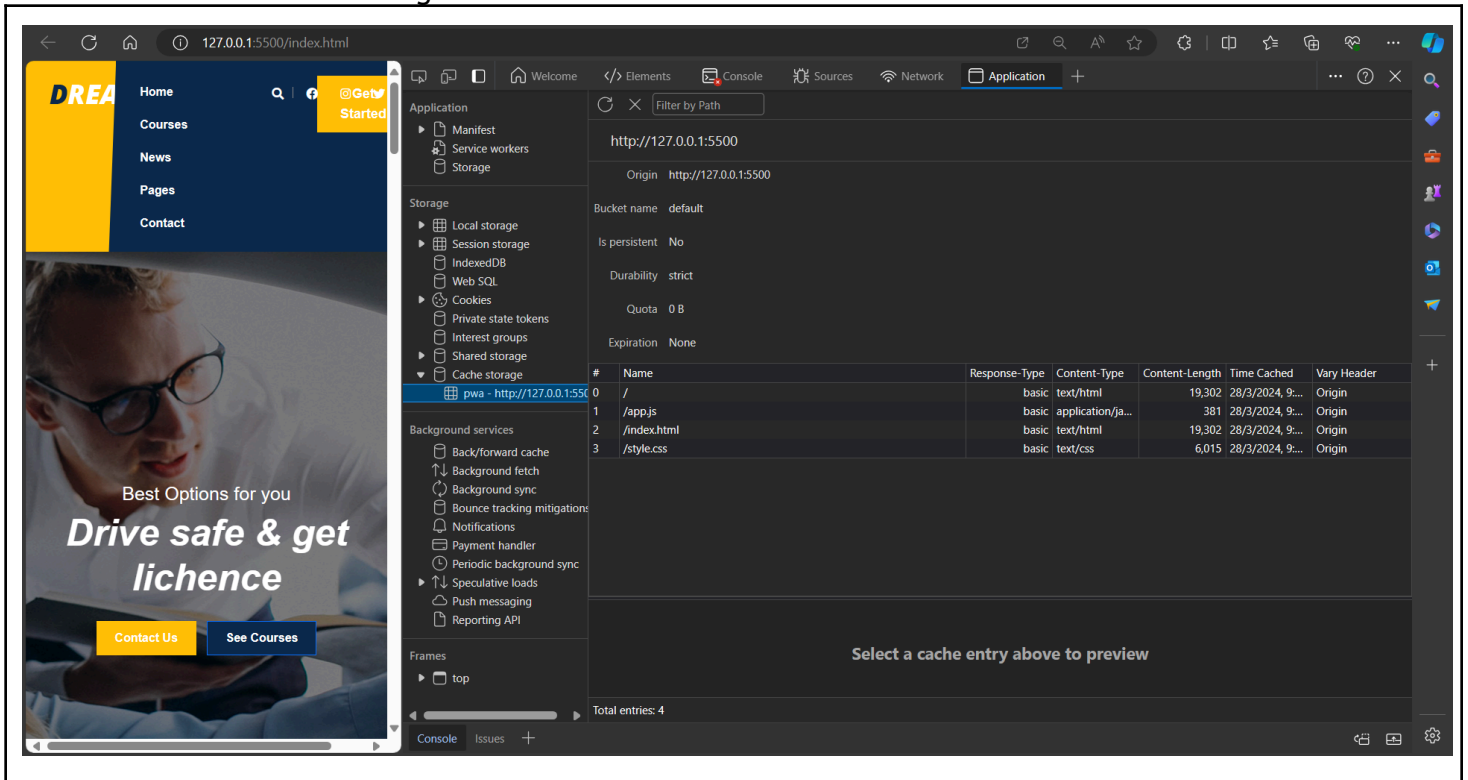 127.0.0.1:5500/index.html
DREA
Home
Courses
News
Pages
Contact
Get
Started
Best Options for you
Drive safe & get
lichence
Contact Us
See Courses
Welcome
Elements
Console
Sources
Network
Application
Application
Manifest
Service workers
Storage
Storage
Local storage
Session storage
IndexedDB
Web SQL
Cookies
Private state tokens
Interest groups
Shared storage
Cache storage
pwa - http://127.0.0.1:550
Background services
Back/forward cache
Background fetch
Background sync
Bounce tracking mitigations
Notifications
Payment handler
Periodic background sync
Speculative loads
Push messaging
Reporting API
Frames
top
Filter by Path
http://127.0.0.1:5500
Origin http://127.0.0.1:5500
Bucket name default
Is persistent No
Durability strict
Quota 0 B
Expiration None
# Name Response-Type Content-Type Content-Length Time Cached Vary Header
0 / basic text/html 19,302 28/3/2024, 9:... Origin
1 /app.js basic application/ja... 381 28/3/2024, 9:... Origin
2 /index.html basic text/html 19,302 28/3/2024, 9:... Origin
3 /style.css basic text/css 6,015 28/3/2024, 9:... Origin
Select a cache entry above to preview
Total entries: 4
Console
Issues